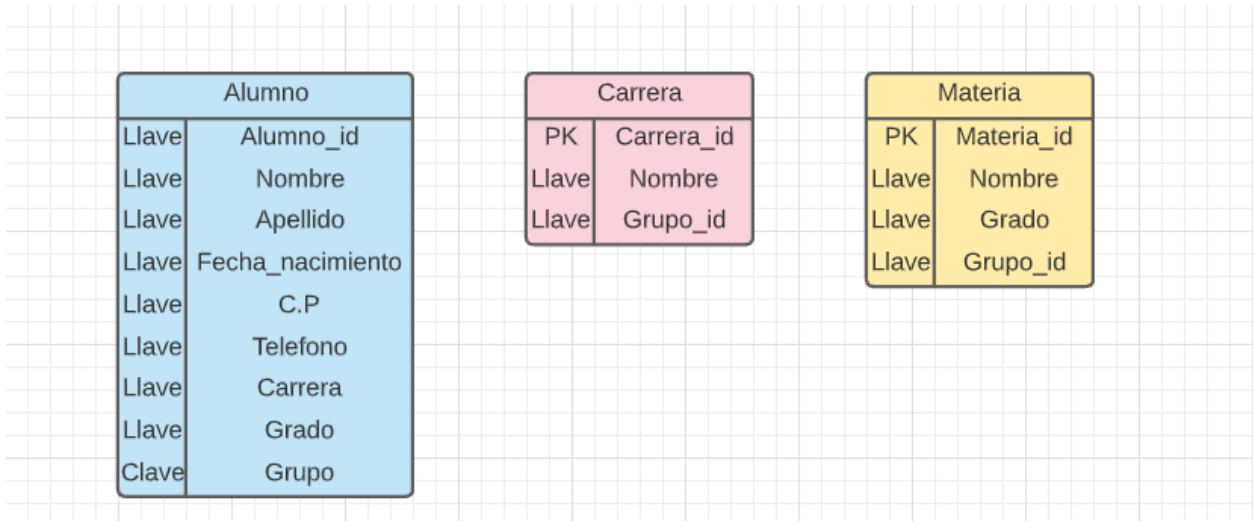 Alumno
Llave Alumno_id
Llave Nombre
Llave Apellido
Llave Fecha_nacimiento
Llave C.P
Llave Telefono
Llave Carrera
Llave Grado
Clave Grupo
Carrera
PK Carrera_id
Llave Nombre
Llave Grupo_id
Materia
PK Materia_id
Llave Nombre
Llave Grado
Llave Grupo_id